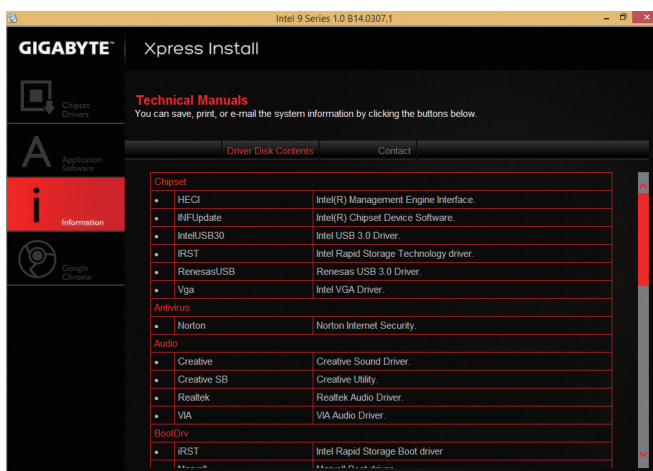 Intel 9 Series 1.0 B14.0307.1
GIGABYTE™ Xpress Install
Chipset
Drivers
Application
Software
Information
Google
Chrome
Technical Manuals
You can save, print, or e-mail the system information by clicking the buttons below.
Driver Disk Contents Contact
Chipset
• HECI Intel(R) Management Engine Interface.
• INFUpdate Intel(R) Chipset Device Software.
• IntelUSB30 Intel USB 3.0 Driver.
• IRST Intel Rapid Storage Technology driver.
• RenesasUSB Renesas USB 3.0 Driver.
• Vga Intel VGA Driver.
Antivirus
• Norton Norton Internet Security.
Audio
• Creative Creative Sound Driver.
• Creative SB Creative Utility.
• Realtek Realtek Audio Driver.
• VIA VIA Audio Driver.
BootDrv
• iRST Intel Rapid Storage Boot driver